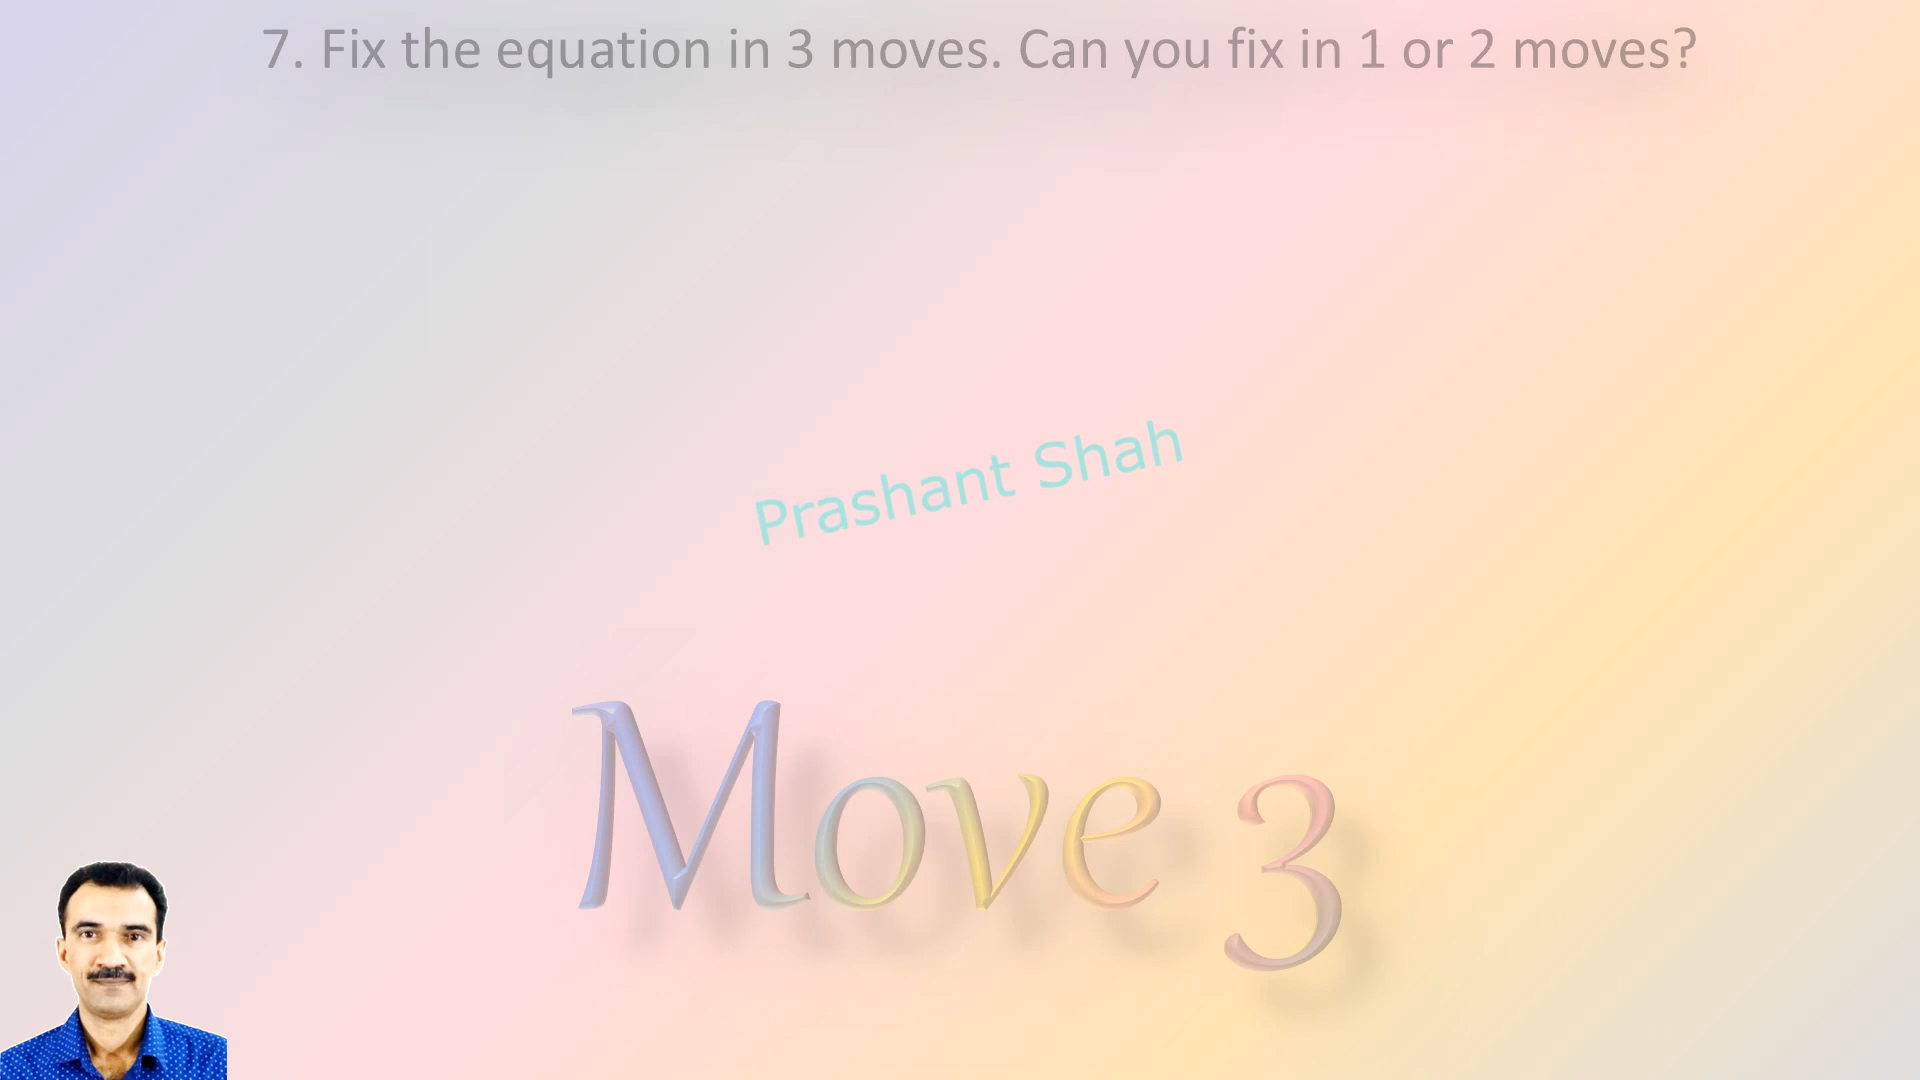 7. Fix the equation in 3 moves. Can you fix in 1 or 2 moves?
Prashant Shah
Move 3